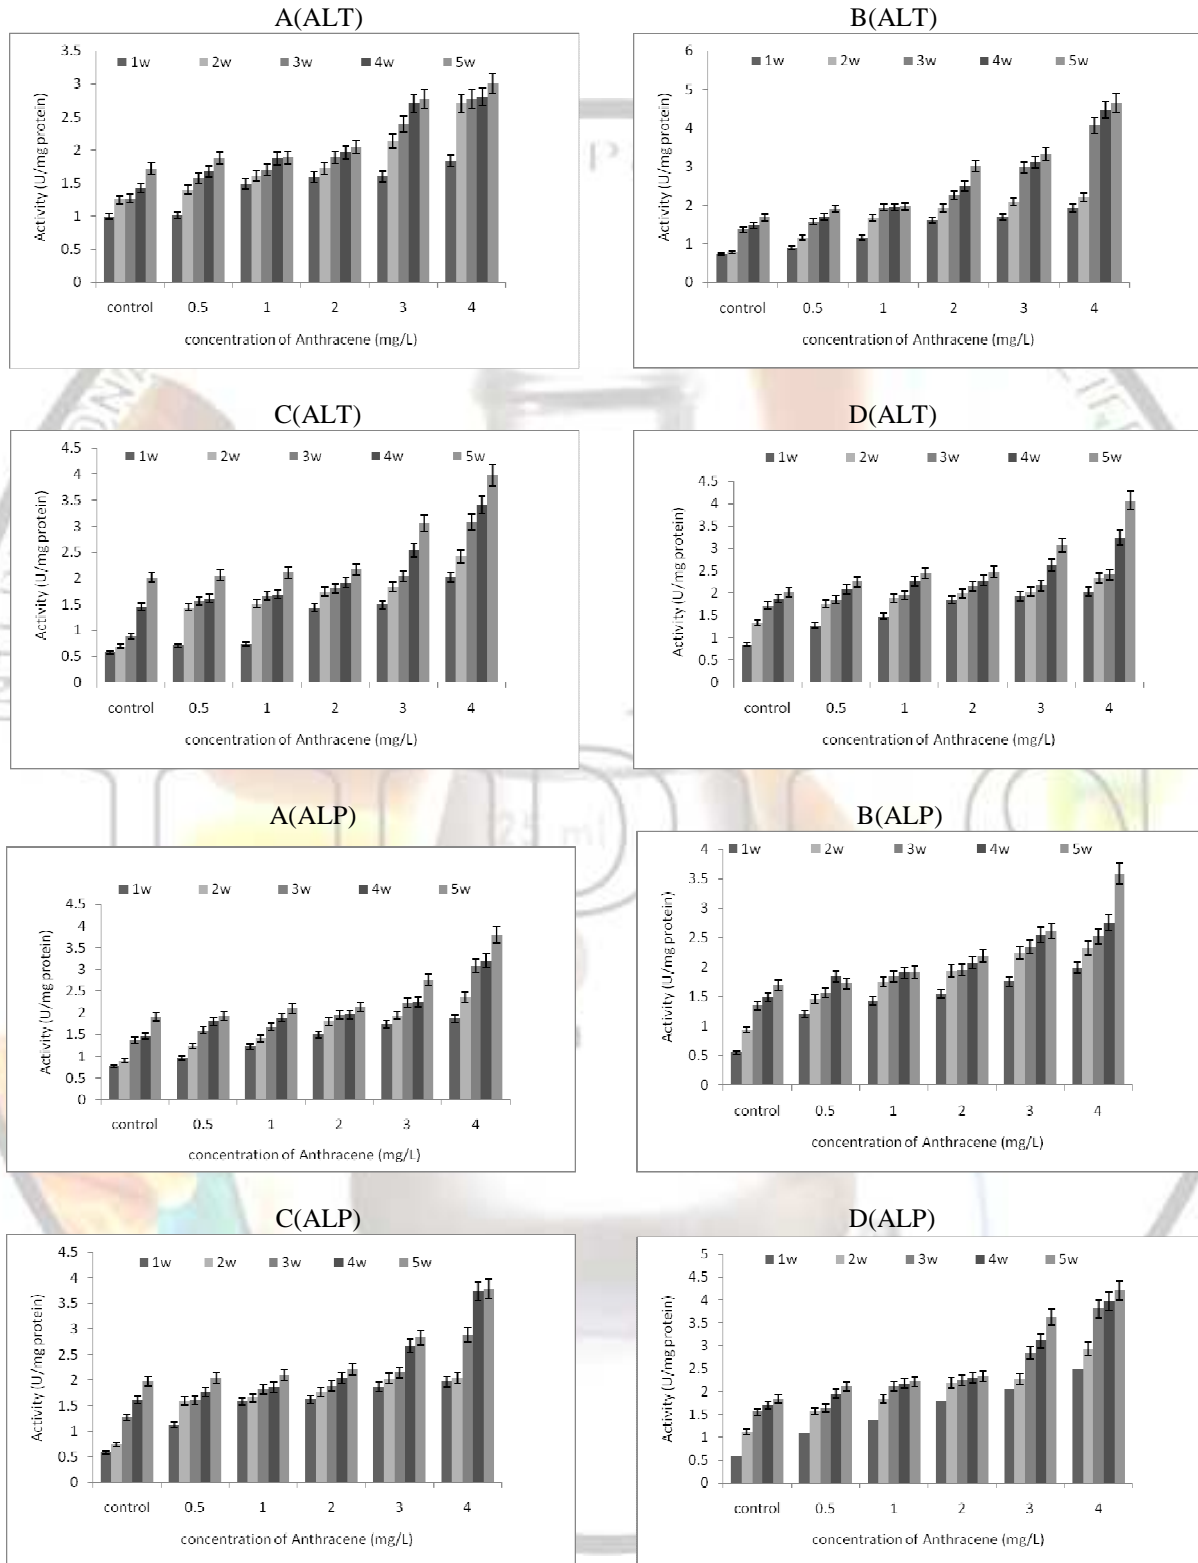 A(ALT)
3.5
3
2.5
2
1.5
1
0.5
0
Activity (U/mg protein)
1w 2w 3w 4w 5w
control 0.5 1 2 3 4
concentration of Anthracene (mg/L)
B(ALT)
6
5
4
3
2
1
0
Activity (U/mg protein)
1w 2w 3w 4w 5w
control 0.5 1 2 3 4
concentration of Anthracene (mg/L)
C(ALT)
4.5
4
3.5
3
2.5
2
1.5
1
0.5
0
Activity (U/mg protein)
1w 2w 3w 4w 5w
control 0.5 1 2 3 4
concentration of Anthracene (mg/L)
D(ALT)
4.5
4
3.5
3
2.5
2
1.5
1
0.5
0
Activity (U/mg protein)
1w 2w 3w 4w 5w
control 0.5 1 2 3 4
concentration of Anthracene (mg/L)
25 ml
A(ALP)
4.5
4
3.5
3
2.5
2
1.5
1
0.5
0
Activity (U/mg protein)
1w 2w 3w 4w 5w
control 0.5 1 2 3 4
concentration of Anthracene (mg/L)
B(ALP)
4
3.5
3
2.5
2
1.5
1
0.5
0
Activity (U/mg protein)
1w 2w 3w 4w 5w
control 0.5 1 2 3 4
concentration of Anthracene (mg/L)
C(ALP)
4.5
4
3.5
3
2.5
2
1.5
1
0.5
0
Activity (U/mg protein)
1w 2w 3w 4w 5w
control 0.5 1 2 3 4
concentration of Anthracene (mg/L)
D(ALP)
5
4.5
4
3.5
3
2.5
2
1.5
1
0.5
0
Activity (U/mg protein)
1w 2w 3w 4w 5w
control 0.5 1 2 3 4
concentration of Anthracene (mg/L)